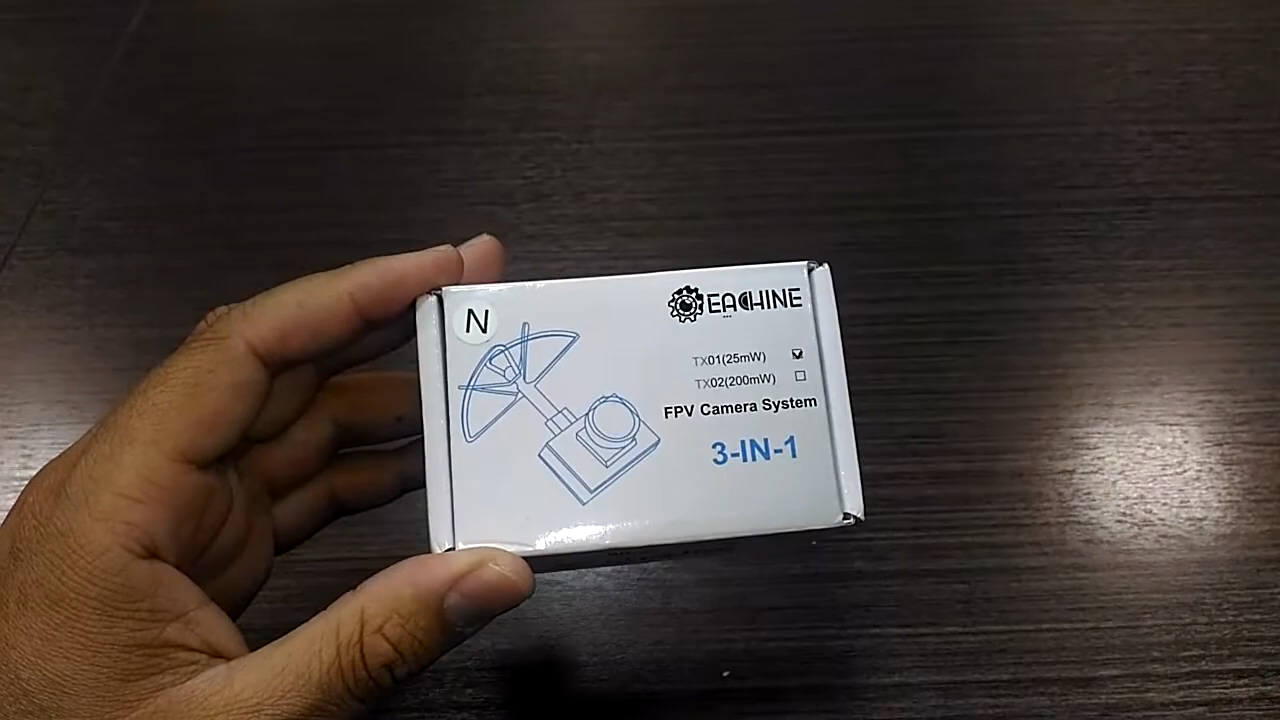 N
EACHINE
TX01(25mW)
TX02(200mW)
FPV Camera System
3-IN-1